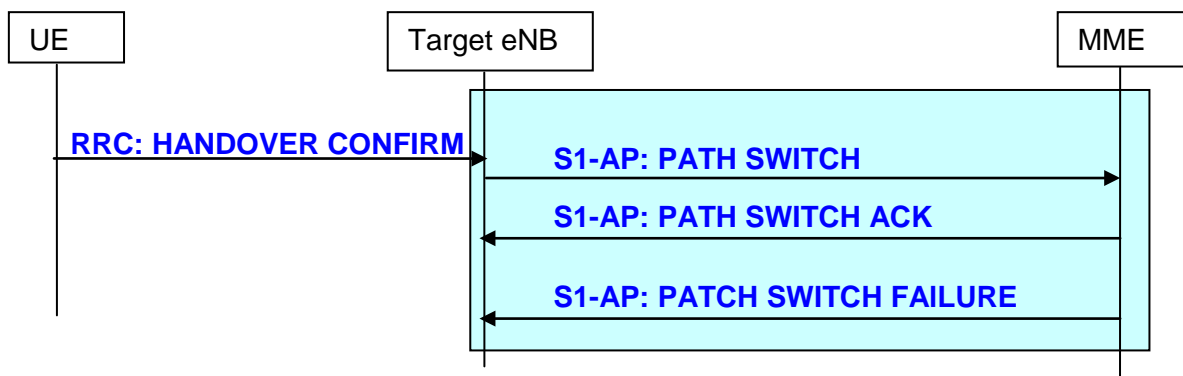 UE
Target eNB
MME
RRC: HANDOVER CONFIRM
S1-AP: PATH SWITCH
S1-AP: PATH SWITCH ACK
S1-AP: PATCH SWITCH FAILURE